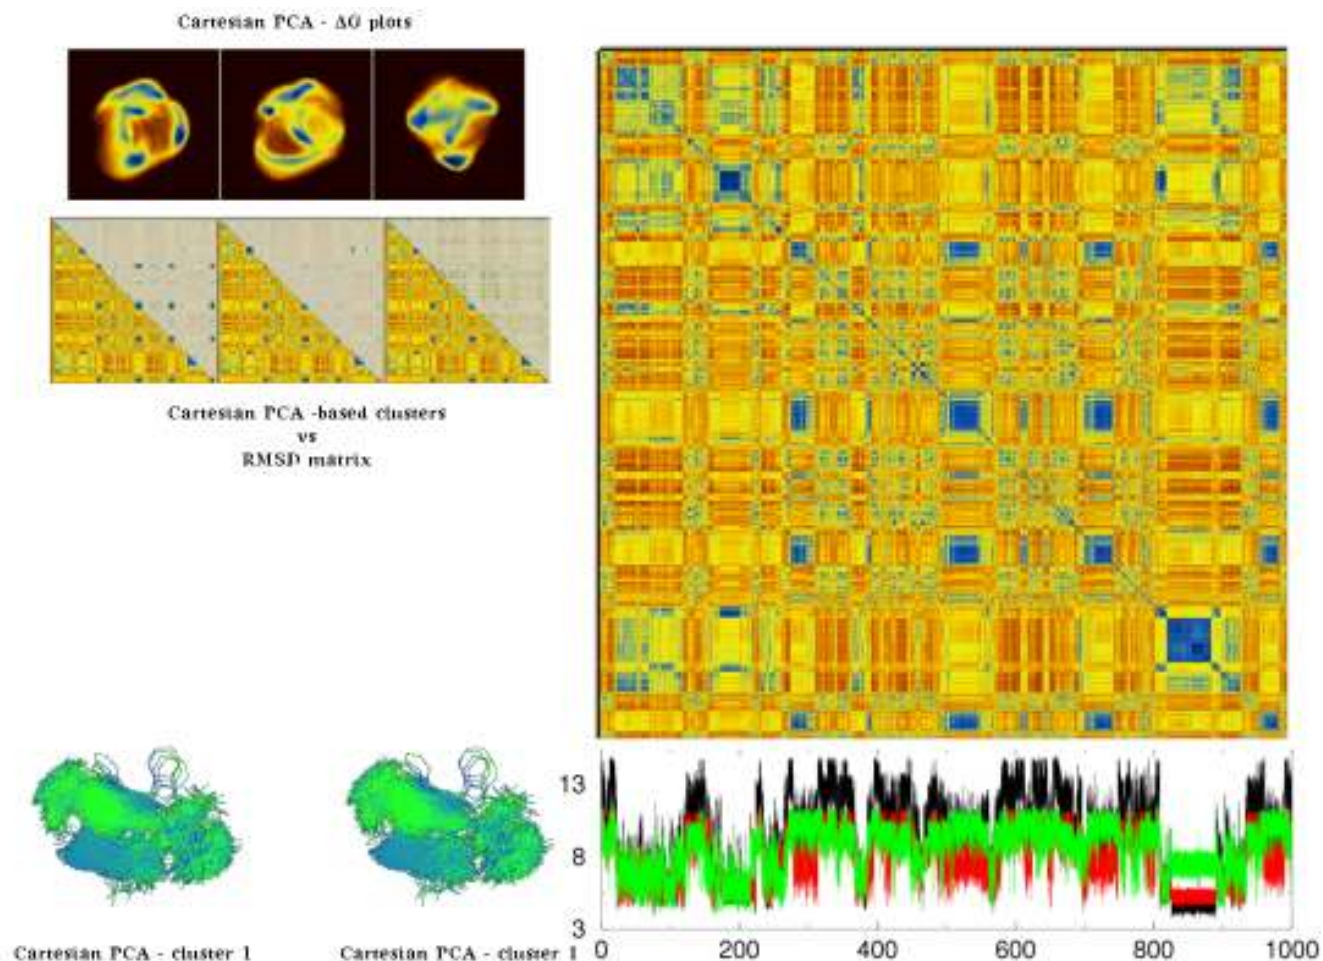 Cartesian PCA - ΔG plots
Cartesian PCA -based clusters
vs
RMSD matrix
13
8
3
0 200 400 600 800 1000
Cartesian PCA - cluster 1
Cartesian PCA - cluster 1